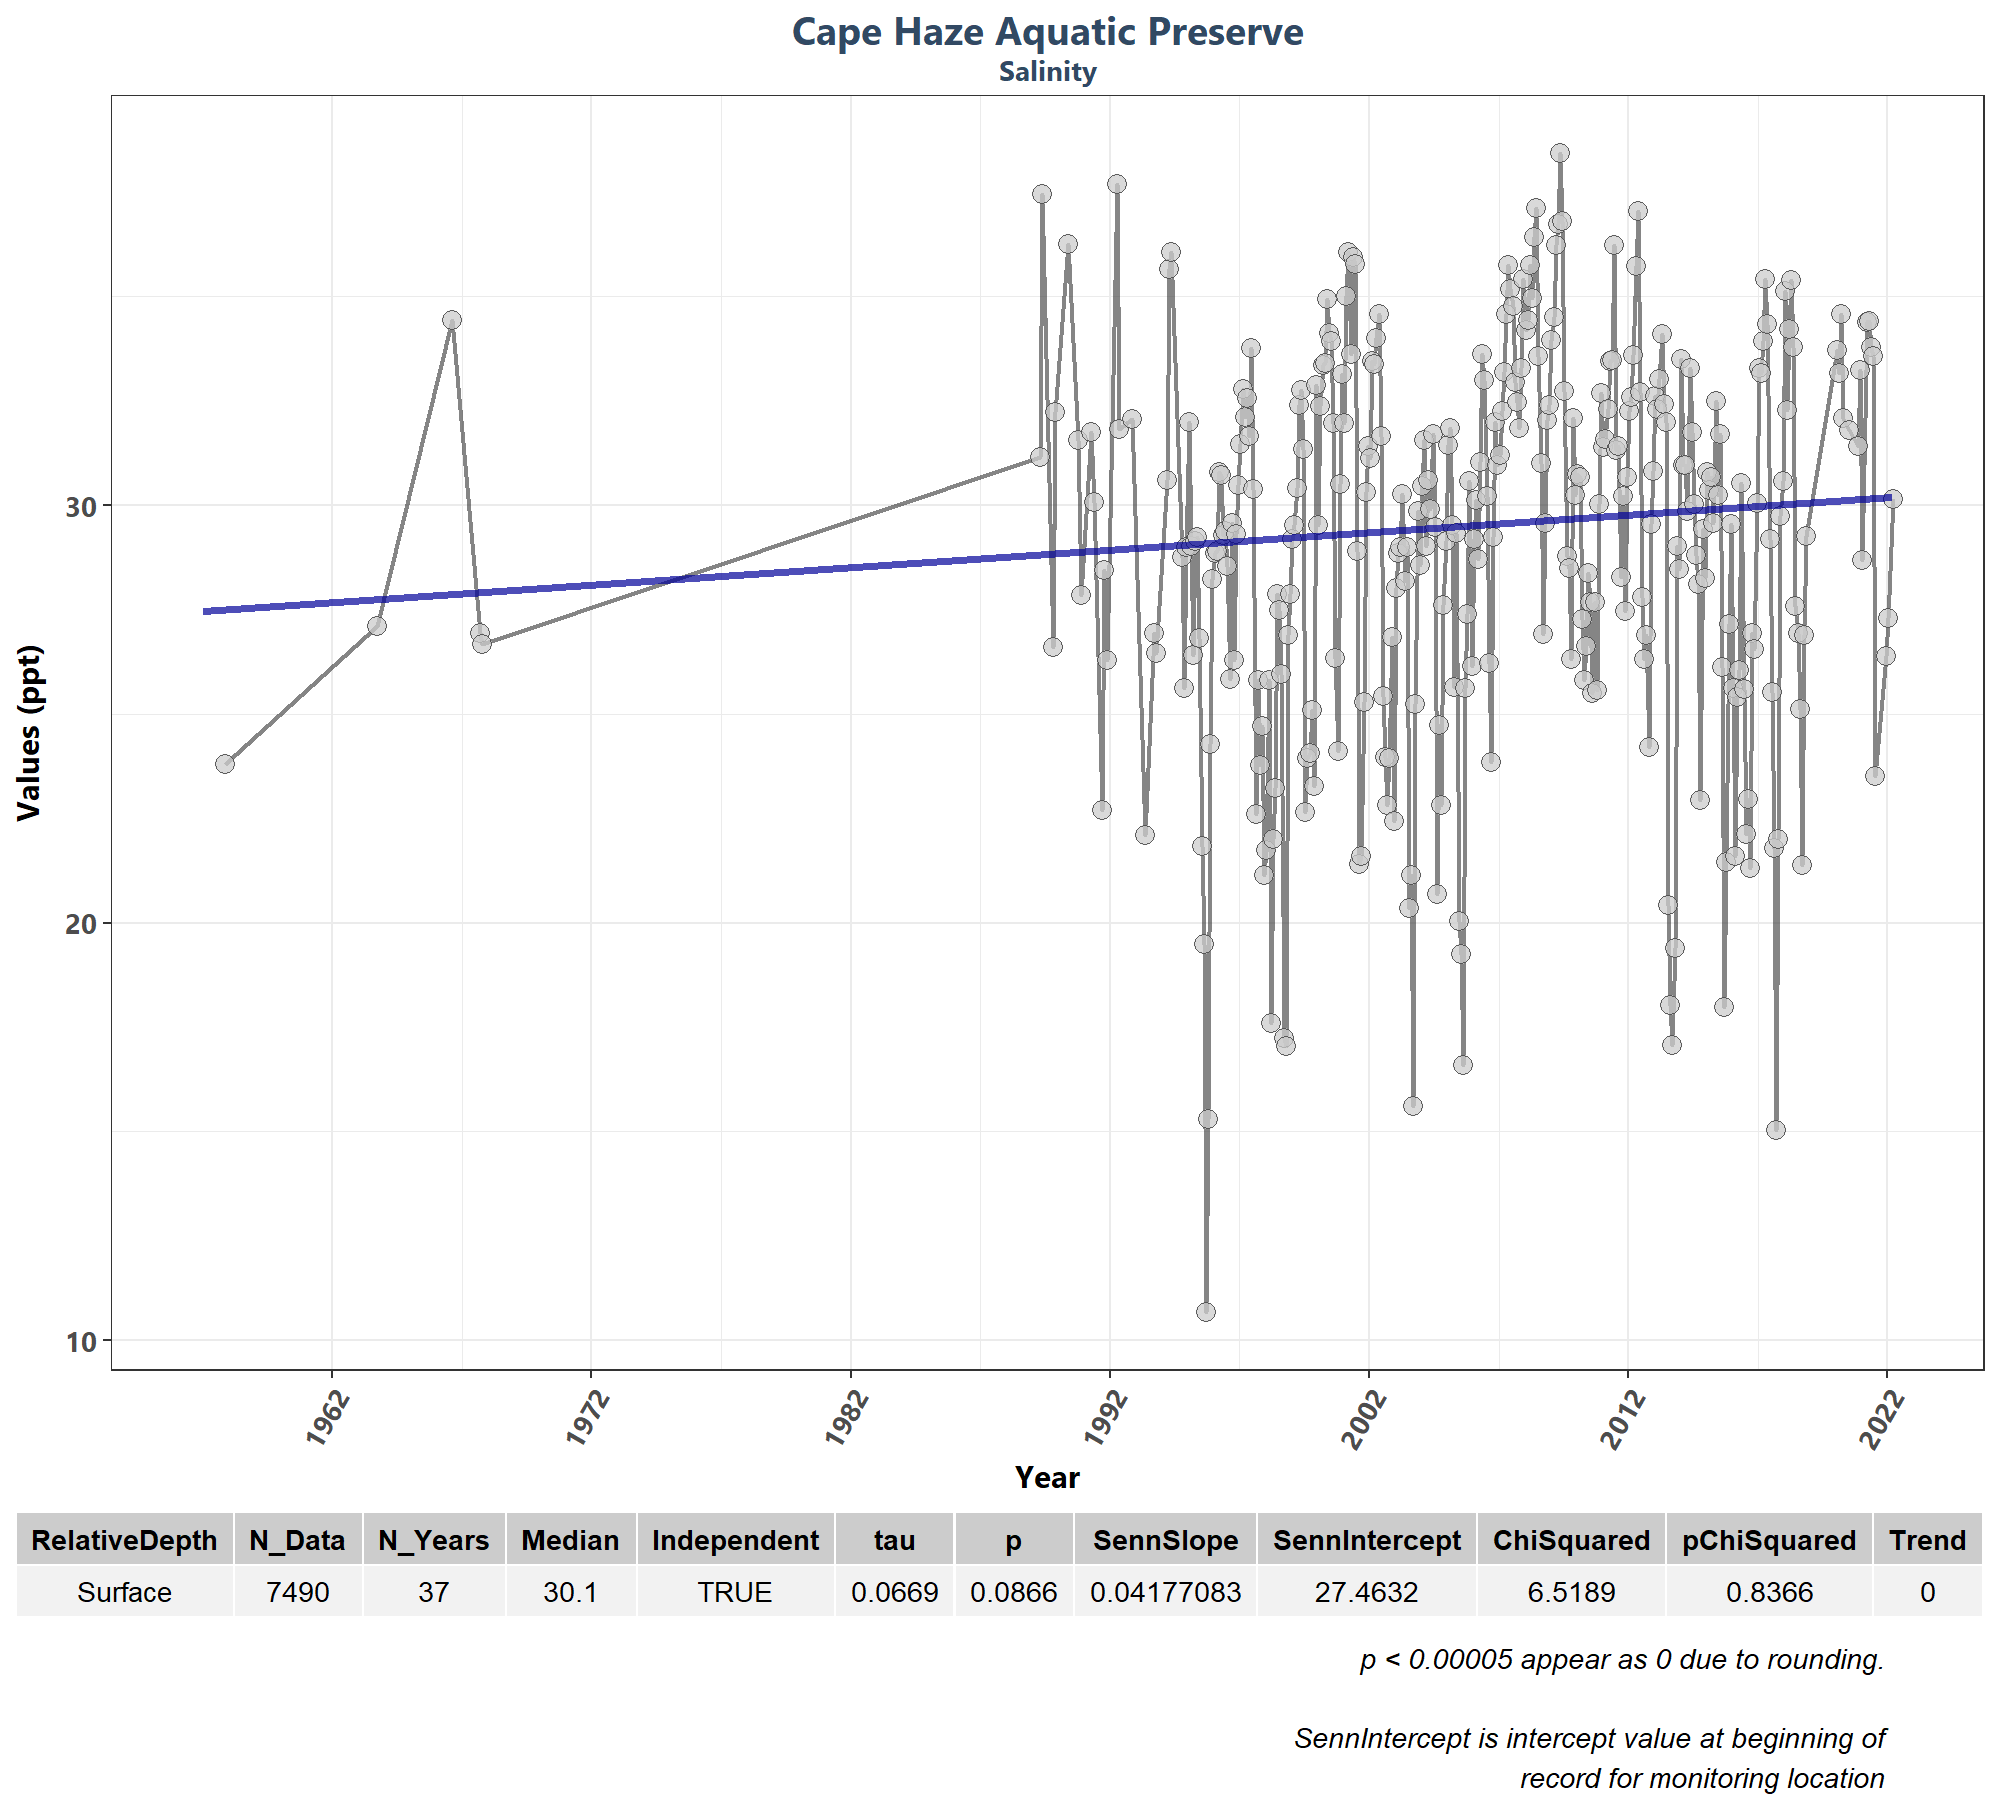 Cape Haze Aquatic Preserve
Salinity
Values (ppt)
30
20
10
1962 1972 1982 1992 2002 2012 2022
Year
RelativeDepth N_Data N_Years Median Independent tau p SennSlope SennIntercept ChiSquared pChiSquared Trend
Surface 7490 37 30.1 TRUE 0.0669 0.0866 0.04177083 27.4632 6.5189 0.8366 0
p < 0.00005 appear as 0 due to rounding.
SennIntercept is intercept value at beginning of
record for monitoring location